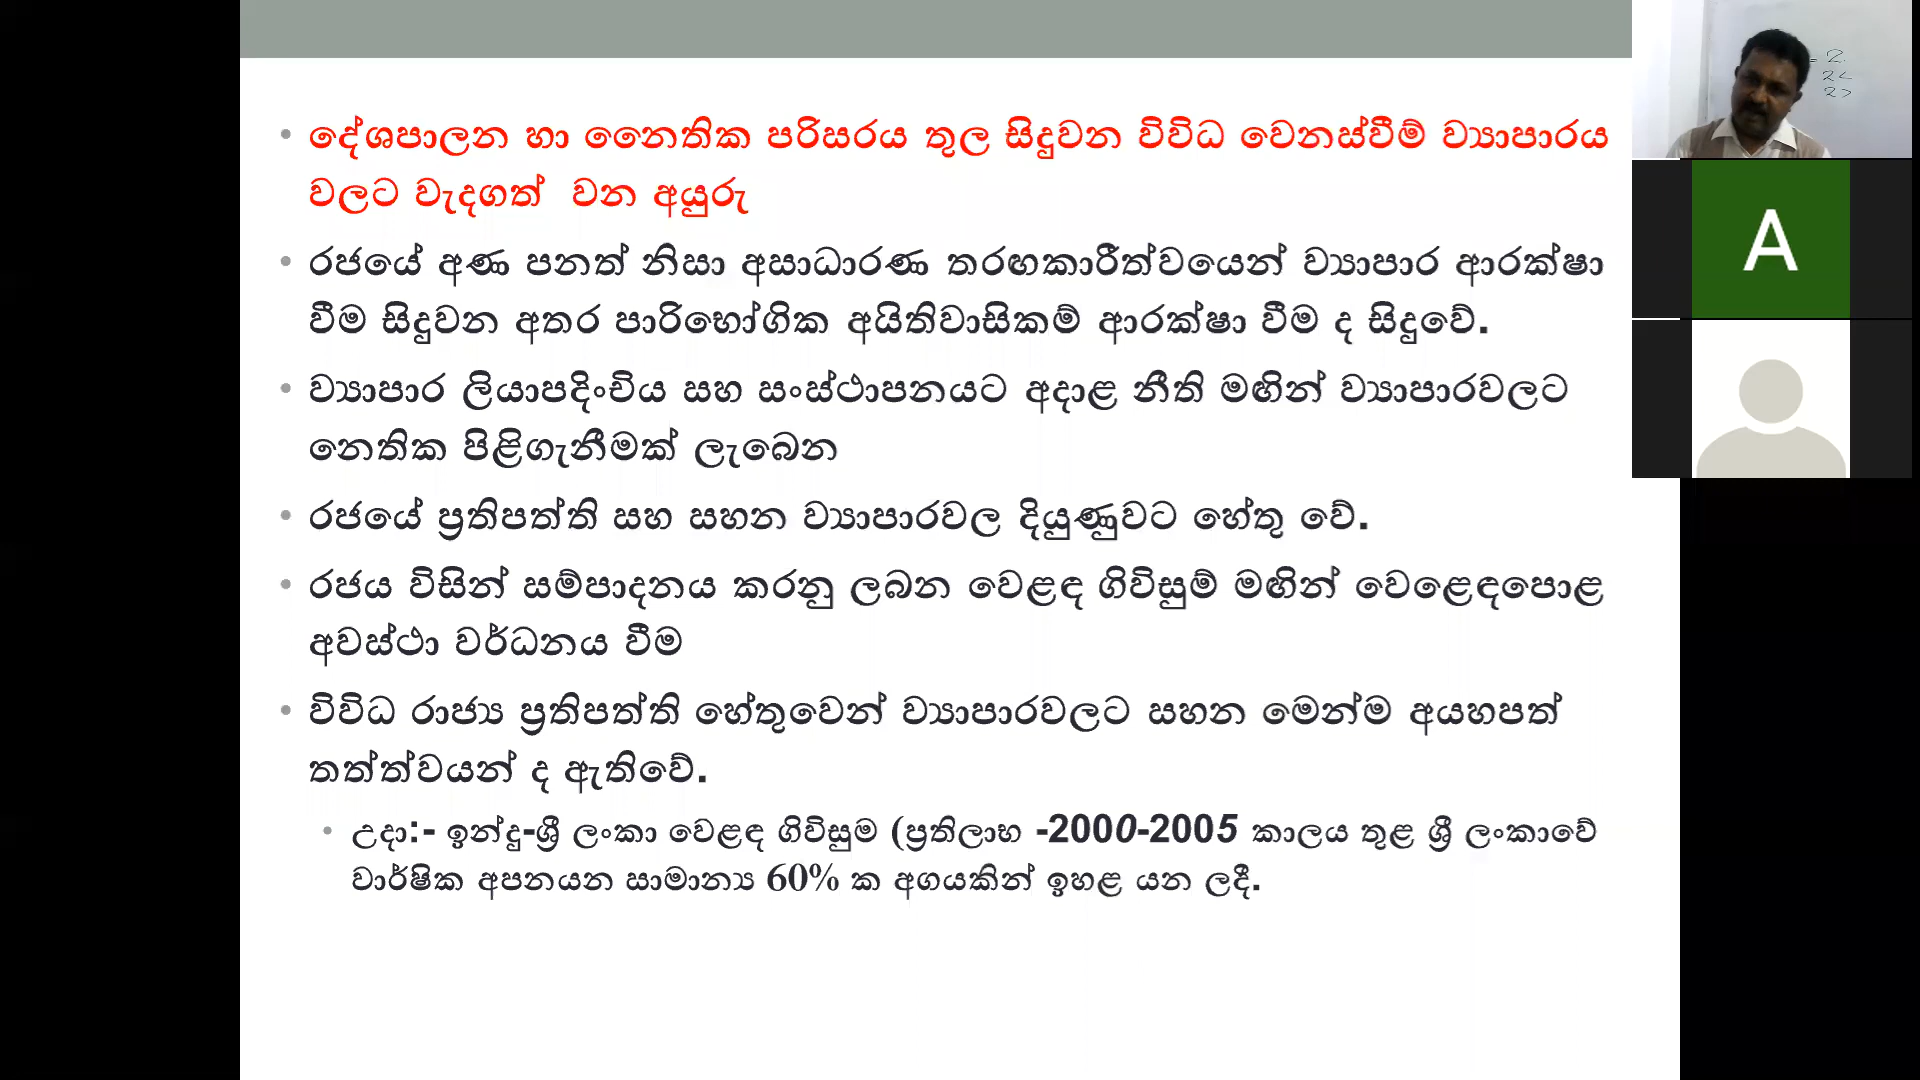 දේශපාලන හා නෛතික පරිසරය තුල සිදුවන විවිධ වෙනස්වීම් ව්‍යාපාරය
වලට වැදගත් වන අයුරු
රජයේ අණ පනත් නිසා අසාධාරණ තරඟකාරීත්වයෙන් ව්‍යාපාර ආරක්ෂා
වීම සිදුවන අතර පාරිභෝගික අයිතිවාසිකම් ආරක්ෂා වීම ද සිදුවේ.
ව්‍යාපාර ලියාපදිංචිය සහ සංස්ථාපනයට අදාළ නීති මඟින් ව්‍යාපාරවලට
නෙතික පිළිගැනීමක් ලැබෙන
රජයේ ප්‍රතිපත්ති සහ සහන ව්‍යාපාරවල දියුණුවට හේතු වේ.
රජය විසින් සම්පාදනය කරනු ලබන වෙළඳ ගිවිසුම් මඟින් වෙළෙඳපොළ
අවස්ථා වර්ධනය වීම
විවිධ රාජ්‍ය ප්‍රතිපත්ති හේතුවෙන් ව්‍යාපාරවලට සහන මෙන්ම අයහපත්
තත්ත්වයන් ද ඇතිවේ.
උදා:- ඉන්දු-ශ්‍රී ලංකා වෙළඳ ගිවිසුම (ප්‍රතිලාභ -2000-2005 කාලය තුළ ශ්‍රී ලංකාවේ
වාර්ෂික අපනයන සාමාන්‍ය 60% ක අගයකින් ඉහළ යන ලදී.
A